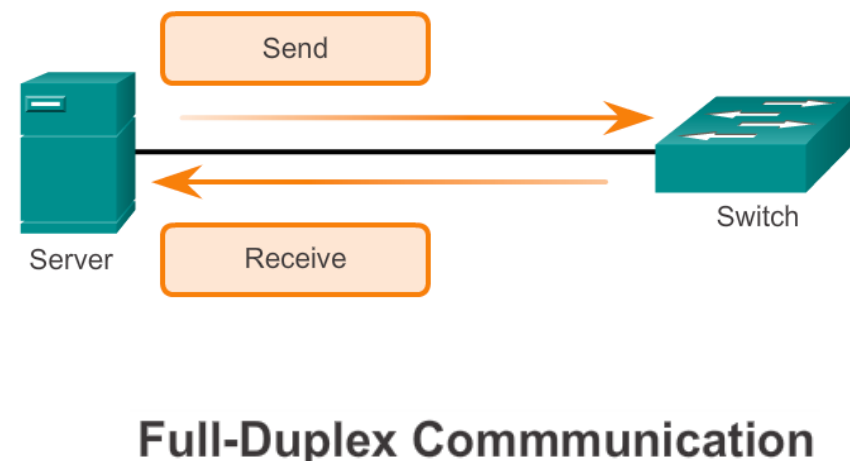 Send
Switch
Server
Receive
Full-Duplex Commmunication